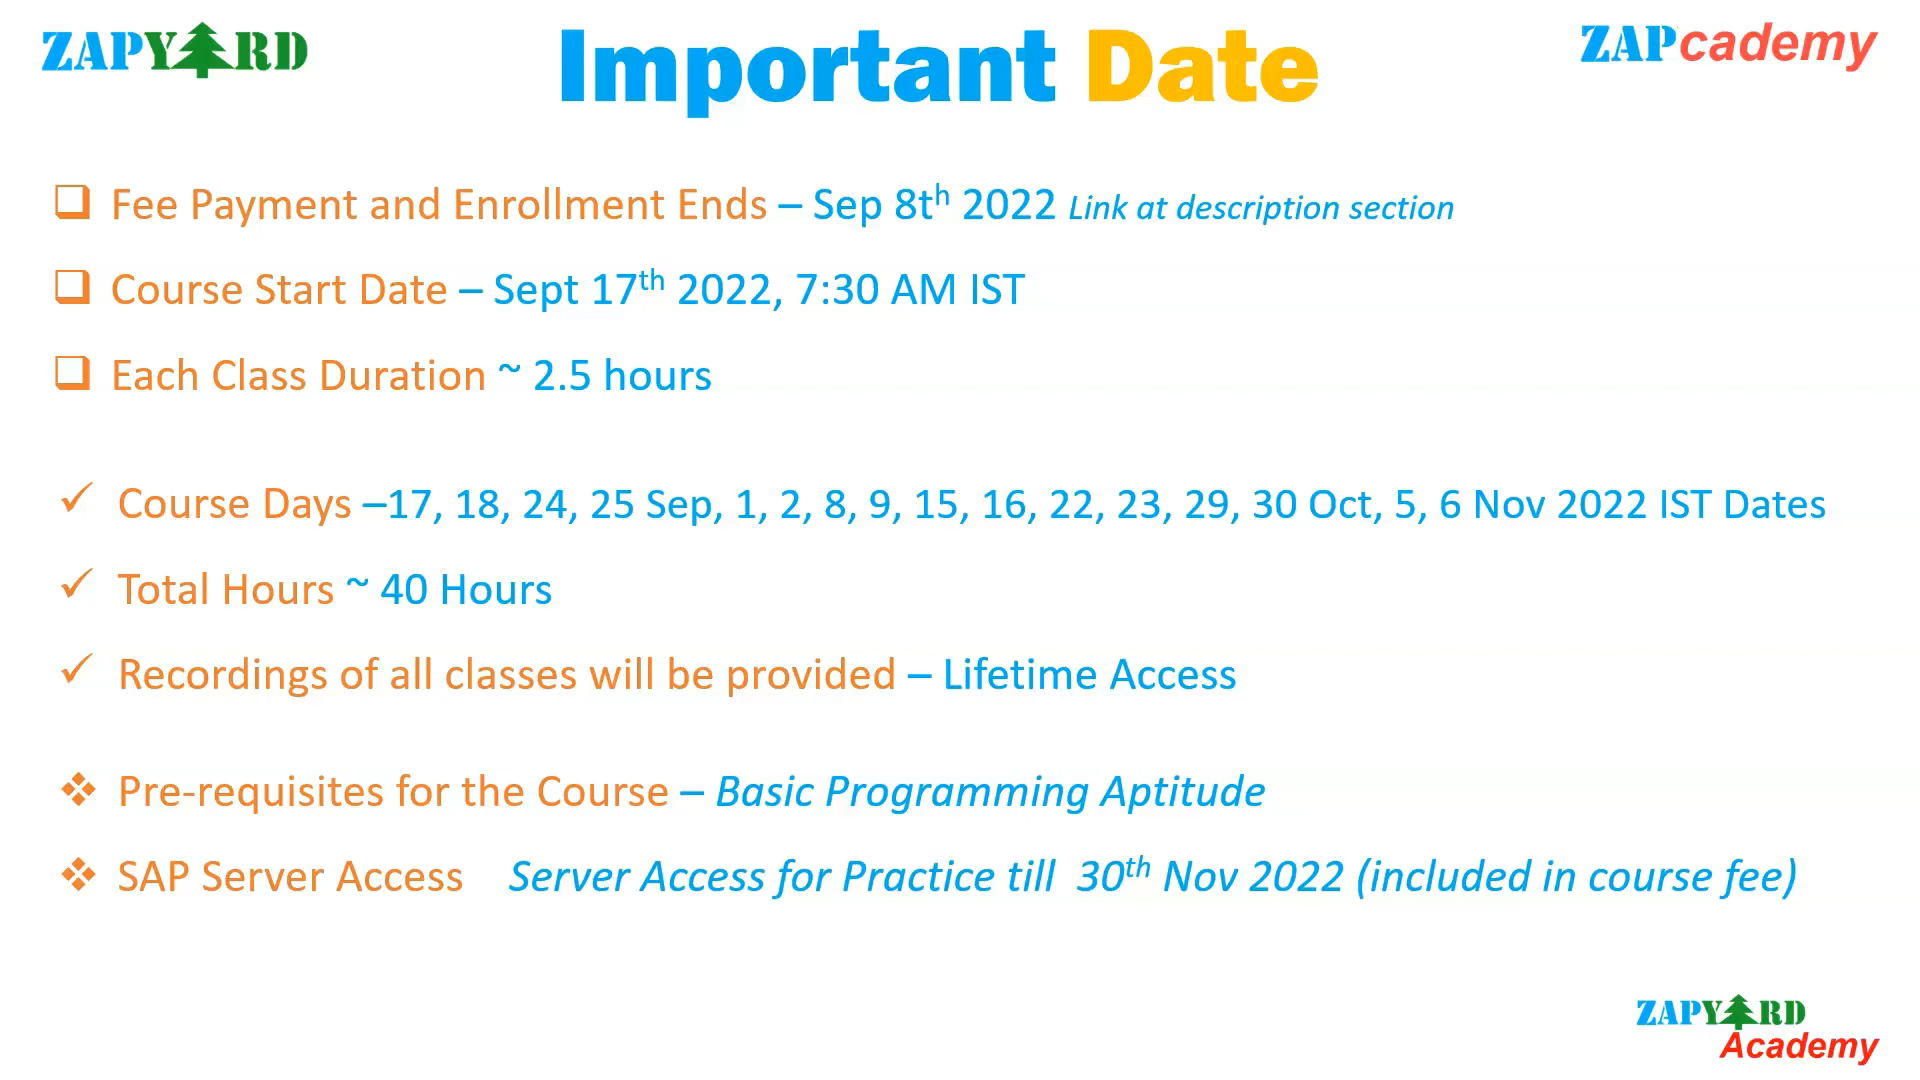 ZAPYARD
Important Date
ZAPcademy
Fee Payment and Enrollment Ends – Sep 8th 2022 Link at description section
Course Start Date – Sept 17th 2022, 7:30 AM IST
Each Class Duration ~ 2.5 hours
Course Days –17, 18, 24, 25 Sep, 1, 2, 8, 9, 15, 16, 22, 23, 29, 30 Oct, 5, 6 Nov 2022 IST Dates
Total Hours ~ 40 Hours
Recordings of all classes will be provided – Lifetime Access
Pre-requisites for the Course – Basic Programming Aptitude
SAP Server Access Server Access for Practice till 30th Nov 2022 (included in course fee)
ZAPYARD
Academy